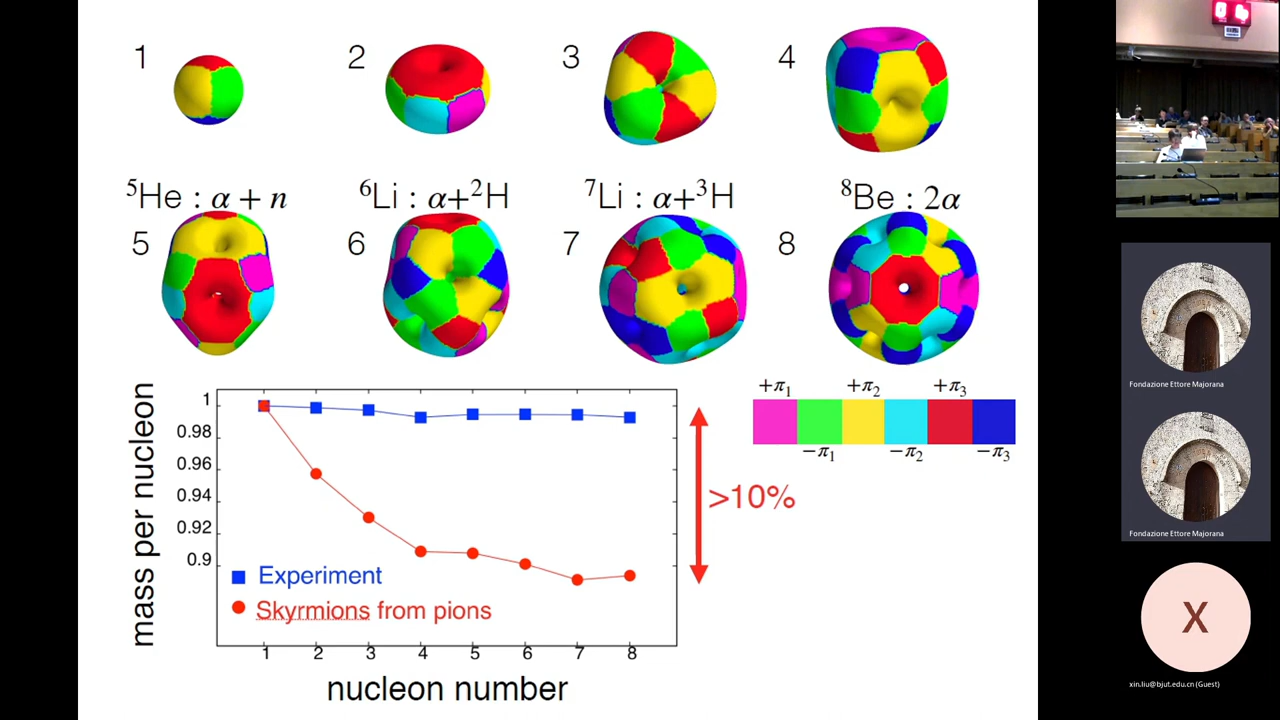 1
2
3
4
⁵He : α + n
⁶Li : α+²H
⁷Li : α+³H
⁸Be : 2α
5
6
7
8
+π₁
+π₂
+π₃
−π₁
−π₂
−π₃
mass per nucleon
1
0.98
0.96
0.94
0.92
0.9
>10%
Experiment
Skyrmions from pions
1 2 3 4 5 6 7 8
nucleon number
Fondazione Ettore Majorana
Fondazione Ettore Majorana
X
xin.liu@bjut.edu.cn (Guest)